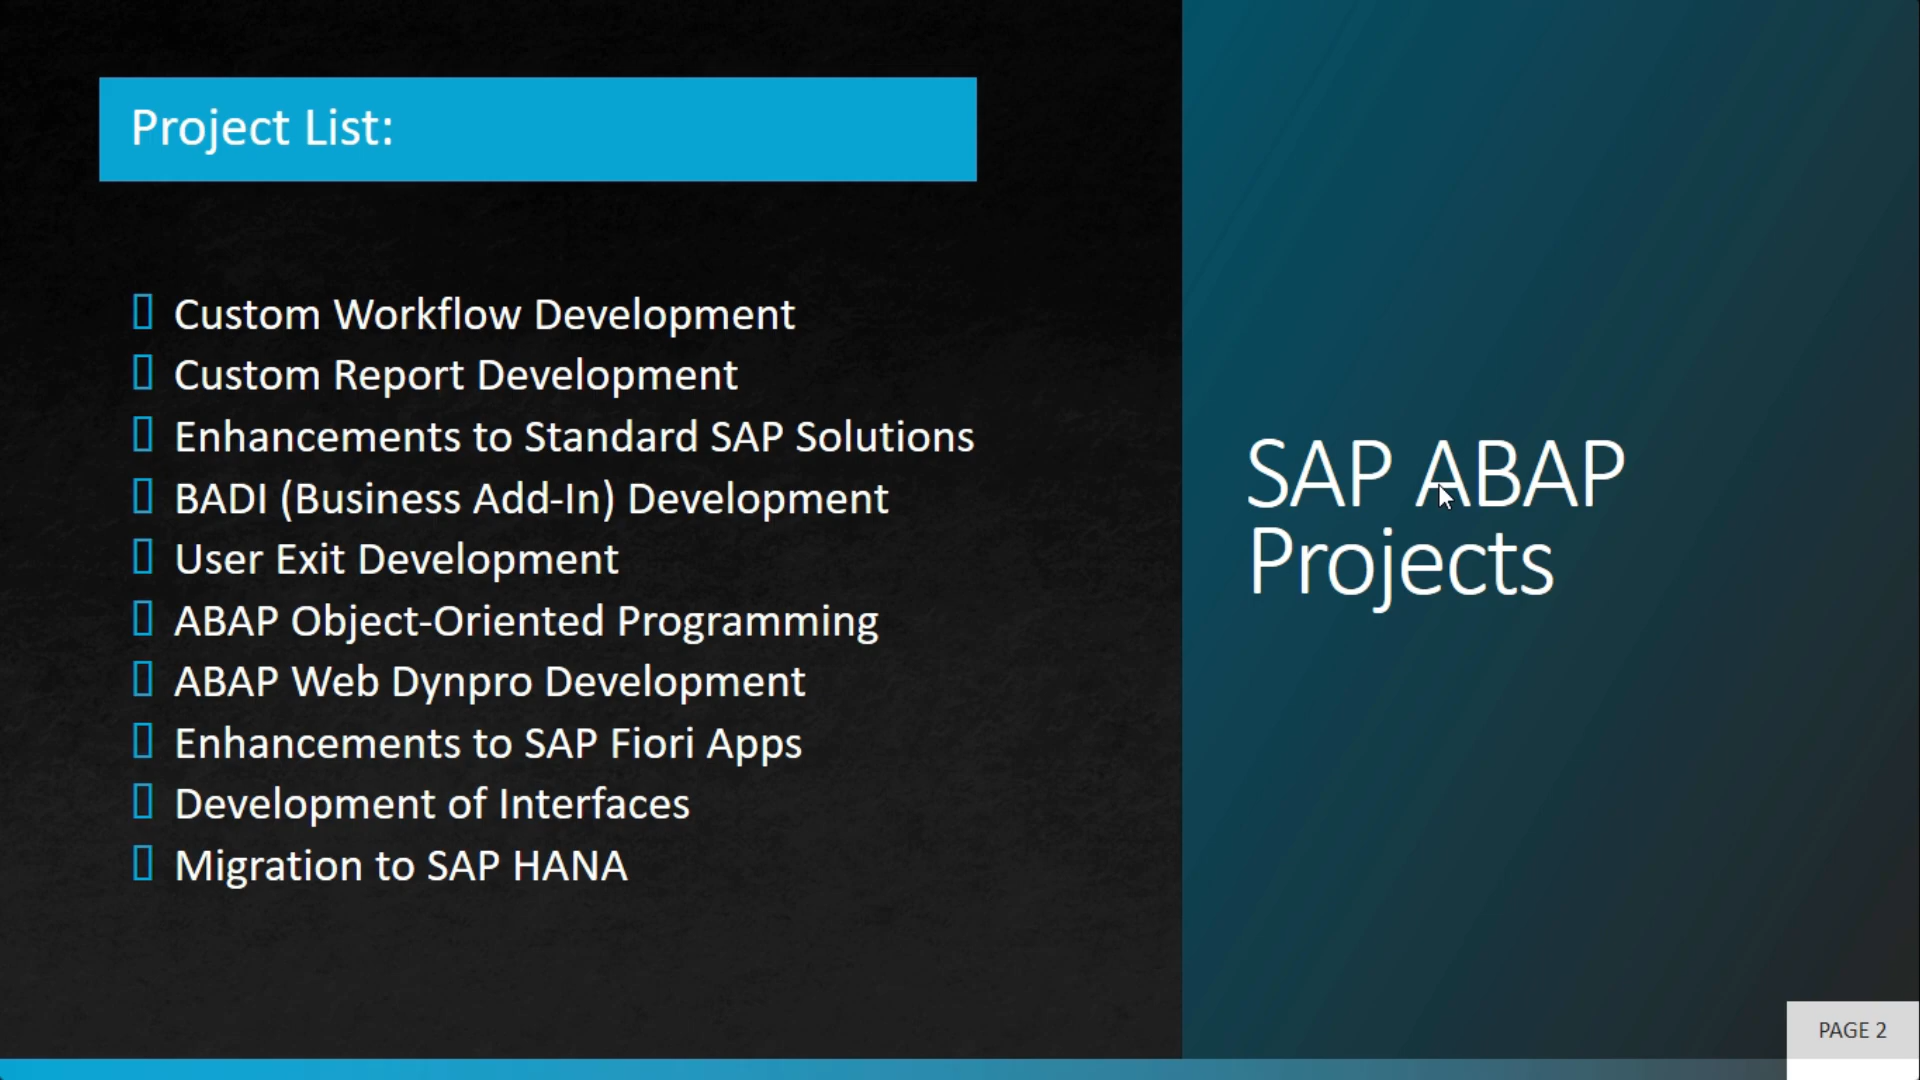 Project List:
Custom Workflow Development
Custom Report Development
Enhancements to Standard SAP Solutions
BADI (Business Add-In) Development
User Exit Development
ABAP Object-Oriented Programming
ABAP Web Dynpro Development
Enhancements to SAP Fiori Apps
Development of Interfaces
Migration to SAP HANA
SAP ABAP
Projects
PAGE 2